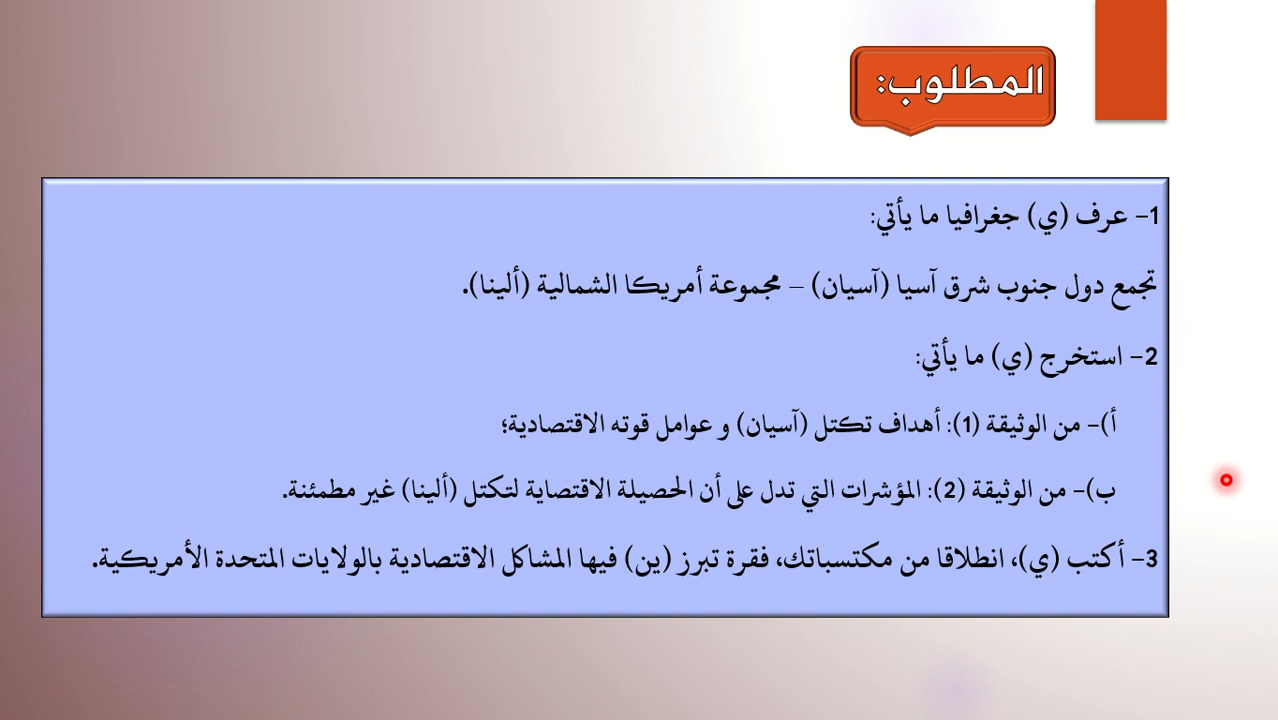 المطلوب:
1- عرف (ي) جغرافيا ما يأتي:
تجمع دول جنوب شرق آسيا (آسيان) – مجموعة أمريكا الشمالية (ألينا).
2- استخرج (ي) ما يأتي:
أ)- من الوثيقة (1): أهداف تكتل (آسيان) و عوامل قوته الاقتصادية؛
ب)- من الوثيقة (2): المؤشرات التي تدل على أن الحصيلة الاقتصاية لتكتل (ألينا) غير مطمئنة.
3- أكتب (ي)، انطلاقا من مكتسباتك، فقرة تبرز (ين) فيها المشاكل الاقتصادية بالولايات المتحدة الأمريكية.